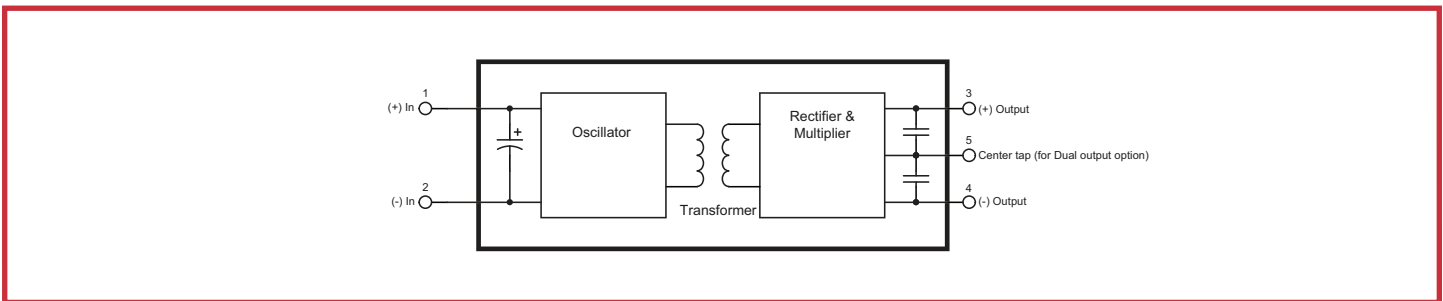 1
(+) In
2
(-) In
+
Oscillator
Transformer
Rectifier &
Multiplier
3
(+) Output
5
Center tap (for Dual output option)
4
(-) Output